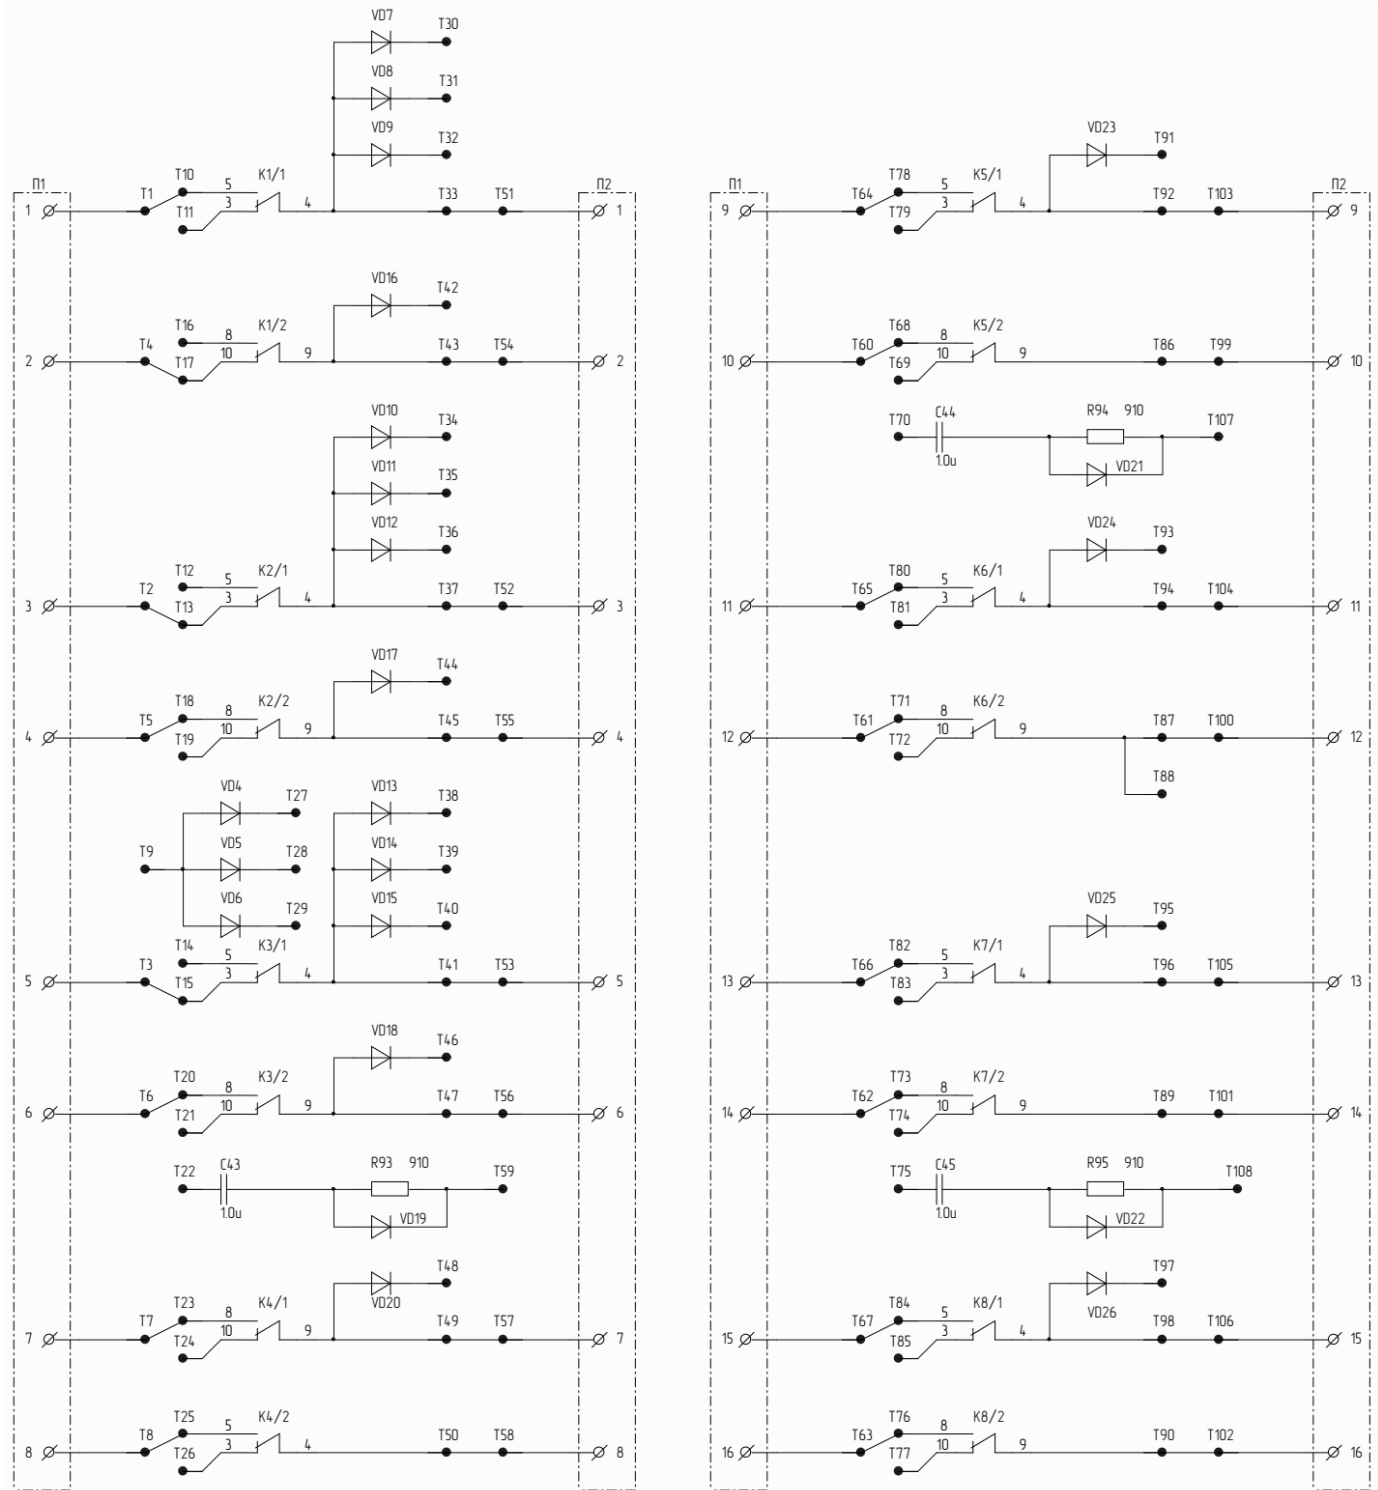 VD7 T30
VD8 T31
VD9 T32
П1 T1 T10 5 K1/1 4 T33 T51 П2
1 T11 3 1
VD16 T42
T16 8 K1/2
2 T4 T17 10 9 T43 T54 2
VD10 T34
VD11 T35
VD12 T36
T12 5 K2/1
3 T2 T13 3 4 T37 T52 3
VD17 T44
T18 8 K2/2
4 T5 T19 10 9 T45 T55 4
VD4 T27 VD13 T38
T9 VD5 T28 VD14 T39
VD6 T29 VD15 T40
T14 5 K3/1
5 T3 T15 3 4 T41 T53 5
VD18 T46
T20 8 K3/2
6 T6 T21 10 9 T47 T56 6
T22 C43 R93 910 T59
1.0u VD19
T48
VD20
T23 8 K4/1
7 T7 T24 10 9 T49 T57 7
T25 5 K4/2
8 T8 T26 3 4 T50 T58 8
VD23 T91
П1 T64 T78 5 K5/1 4 T92 T103 П2
9 T79 3 9
T68 8 K5/2
10 T60 T69 10 9 T86 T99 10
T70 C44 R94 910 T107
1.0u VD21
VD24 T93
T80 5 K6/1
11 T65 T81 3 4 T94 T104 11
T71 8 K6/2
12 T61 T72 10 9 T87 T100 12
T88
VD25 T95
T82 5 K7/1
13 T66 T83 3 4 T96 T105 13
T73 8 K7/2
14 T62 T74 10 9 T89 T101 14
T75 C45 R95 910 T108
1.0u VD22
T97
VD26
T84 5 K8/1
15 T67 T85 3 4 T98 T106 15
T76 8 K8/2
16 T63 T77 10 9 T90 T102 16